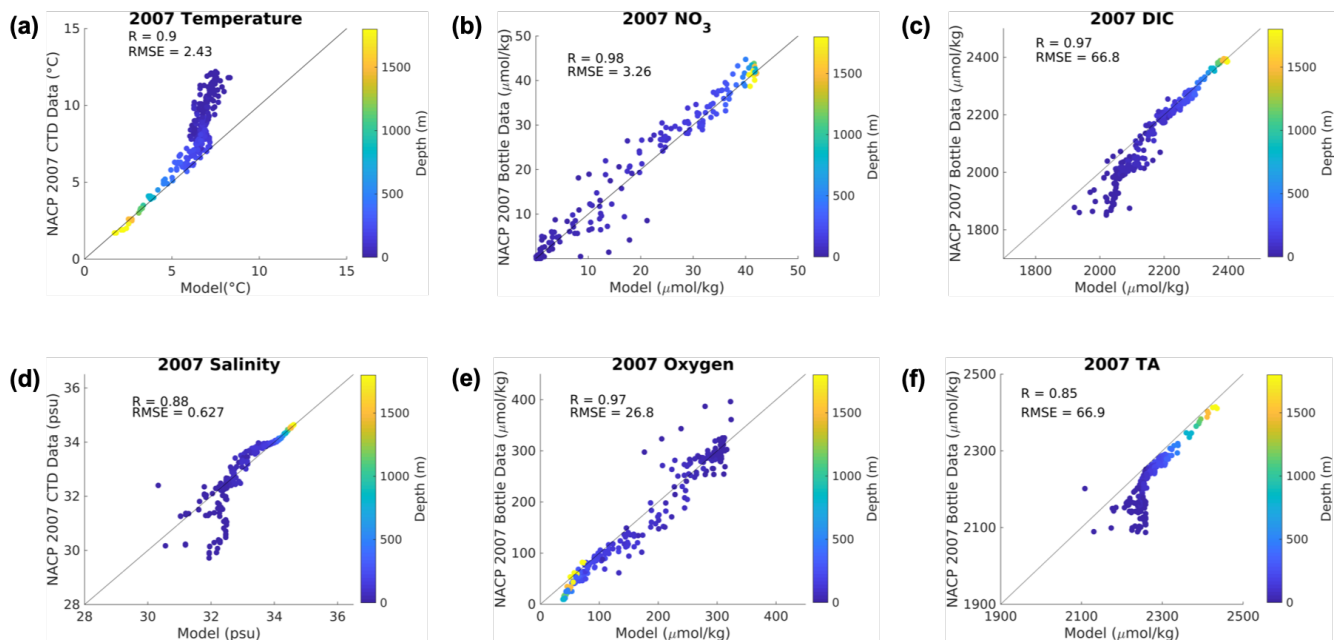 (a)
2007 Temperature
R = 0.9
RMSE = 2.43
NACP 2007 CTD Data (°C)
15
10
5
0
0 5 10 15
Model(°C)
1500
1000
500
0
Depth (m)
(b)
2007 NO3
R = 0.98
RMSE = 3.26
NACP 2007 Bottle Data (μmol/kg)
50
40
30
20
10
10 20 30 40 50
Model (μmol/kg)
1500
1000
500
0
Depth (m)
(c)
2007 DIC
R = 0.97
RMSE = 66.8
NACP 2007 Bottle Data (μmol/kg)
2400
2200
2000
1800
1800 2000 2200 2400
Model (μmol/kg)
1500
1000
500
0
Depth (m)
(d)
2007 Salinity
R = 0.88
RMSE = 0.627
NACP 2007 CTD Data (psu)
36
34
32
30
28
28 30 32 34 36
Model (psu)
1500
1000
500
0
Depth (m)
(e)
2007 Oxygen
R = 0.97
RMSE = 26.8
NACP 2007 Bottle Data (μmol/kg)
400
300
200
100
0
0 100 200 300 400
Model (μmol/kg)
1500
1000
500
0
Depth (m)
(f)
2007 TA
R = 0.85
RMSE = 66.9
NACP 2007 Bottle Data (μmol/kg)
2500
2300
2100
1900
1900 2100 2300 2500
Model (μmol/kg)
1500
1000
500
0
Depth (m)